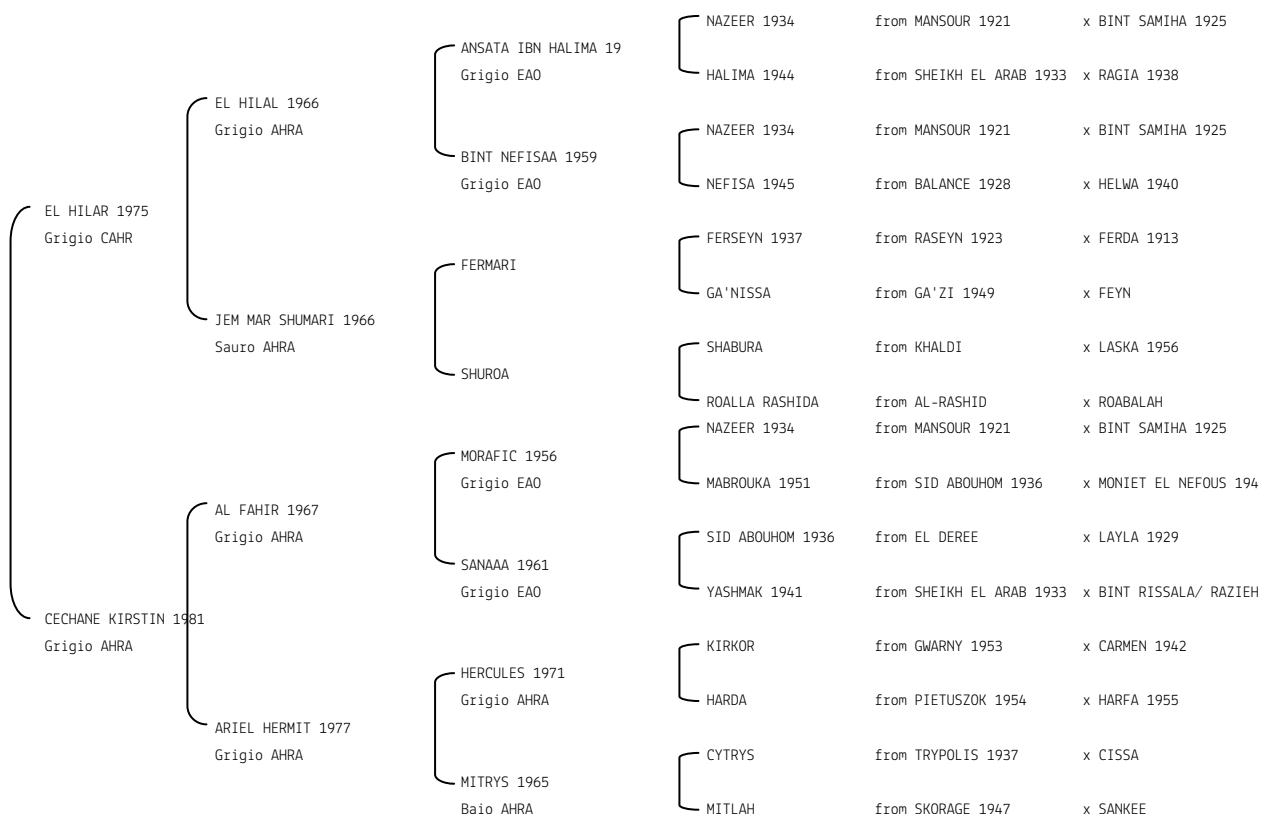 NAZEER 1934 from MANSOUR 1921 x BINT SAMIHA 1925
ANSATA IBN HALIMA 19
Grigio EAO HALIMA 1944 from SHEIKH EL ARAB 1933 x RAGIA 1938
EL HILAL 1966
Grigio AHRA NAZEER 1934 from MANSOUR 1921 x BINT SAMIHA 1925
BINT NEFISAA 1959
Grigio EAO NEFISA 1945 from BALANCE 1928 x HELWA 1940
EL HILAR 1975
Grigio CAHR FERSEYN 1937 from RASEYN 1923 x FERDA 1913
FERMARI
GA'NISSA from GA'ZI 1949 x FEYN
JEM MAR SHUMARI 1966
Sauro AHRA SHABURA from KHALDI x LASKA 1956
SHUROA
ROALLA RASHIDA from AL-RASHID x ROABALAH
NAZEER 1934 from MANSOUR 1921 x BINT SAMIHA 1925
MORAFIC 1956
Grigio EAO MABROUKA 1951 from SID ABOUHOM 1936 x MONIET EL NEFOUS 194
AL FAHIR 1967
Grigio AHRA SID ABOUHOM 1936 from EL DEREE x LAYLA 1929
SANAAA 1961
Grigio EAO YASHMAK 1941 from SHEIKH EL ARAB 1933 x BINT RISSALA/ RAZIEH
CECHANE KIRSTIN 1981
Grigio AHRA KIRKOR from GWARNY 1953 x CARMEN 1942
HERCULES 1971
Grigio AHRA HARDA from PIETUSZOK 1954 x HARFA 1955
ARIEL HERMIT 1977
Grigio AHRA CYTRYS from TRYPOLIS 1937 x CISSA
MITRYS 1965
Baio AHRA MITLAH from SKORAGE 1947 x SANKEE